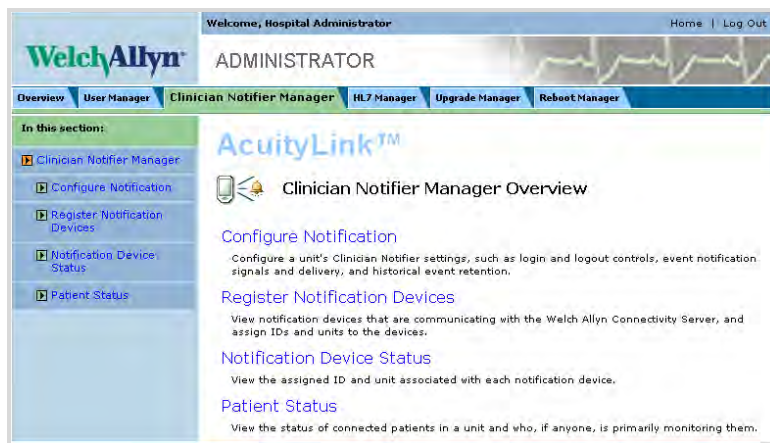 Welcome, Hospital Administrator
Home | Log Out
WelchAllyn®
ADMINISTRATOR
Overview User Manager Clinician Notifier Manager HL7 Manager Upgrade Manager Reboot Manager
In this section:
Clinician Notifier Manager
Configure Notification
Register Notification
Devices
Notification Device
Status
Patient Status
AcuityLink™
Clinician Notifier Manager Overview
Configure Notification
Configure a unit's Clinician Notifier settings, such as login and logout controls, event notification
signals and delivery, and historical event retention.
Register Notification Devices
View notification devices that are communicating with the Welch Allyn Connectivity Server, and
assign IDs and units to the devices.
Notification Device Status
View the assigned ID and unit associated with each notification device.
Patient Status
View the status of connected patients in a unit and who, if anyone, is primarily monitoring them.